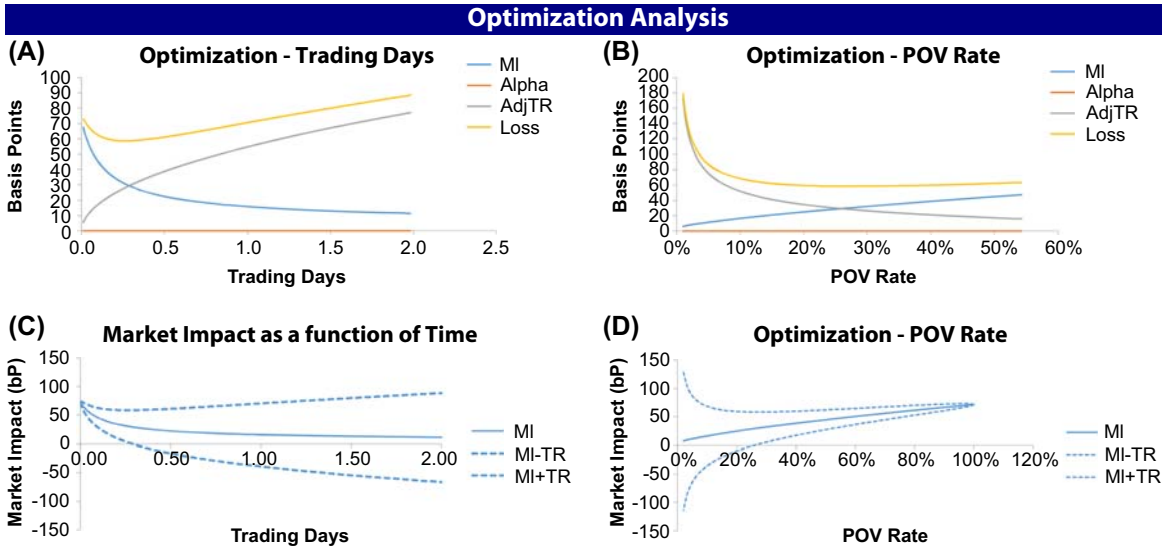 Optimization Analysis
(A)
Optimization - Trading Days
Basis Points
100
90
80
70
60
50
40
30
20
10
0
0.0
0.5
1.0
1.5
2.0
2.5
Trading Days
MI
Alpha
AdjTR
Loss
(B)
Optimization - POV Rate
Basis Points
200
180
160
140
120
100
80
60
40
20
0
0%
10%
20%
30%
40%
50%
60%
POV Rate
MI
Alpha
AdjTR
Loss
(C)
Market Impact as a function of Time
Market Impact (bP)
150
100
50
0
-50
-100
-150
0.00
0.50
1.00
1.50
2.00
Trading Days
MI
MI-TR
MI+TR
(D)
Optimization - POV Rate
Market Impact (bP)
150
100
50
0
-50
-100
-150
0%
20%
40%
60%
80%
100%
120%
POV Rate
MI
MI-TR
MI+TR